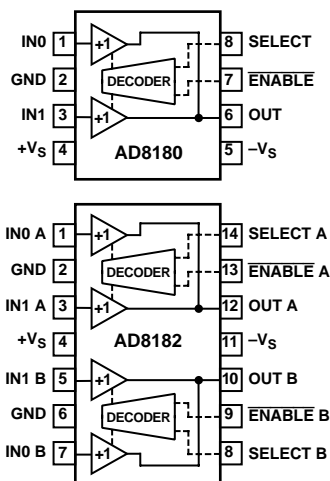 IN0 1 +1 8 SELECT
GND 2 DECODER 7 ENABLE
IN1 3 +1 6 OUT
+VS 4 AD8180 5 –VS
IN0 A 1 +1 14 SELECT A
GND 2 DECODER 13 ENABLE A
IN1 A 3 +1 12 OUT A
+VS 4 AD8182 11 –VS
IN1 B 5 +1 10 OUT B
GND 6 DECODER 9 ENABLE B
IN0 B 7 +1 8 SELECT B